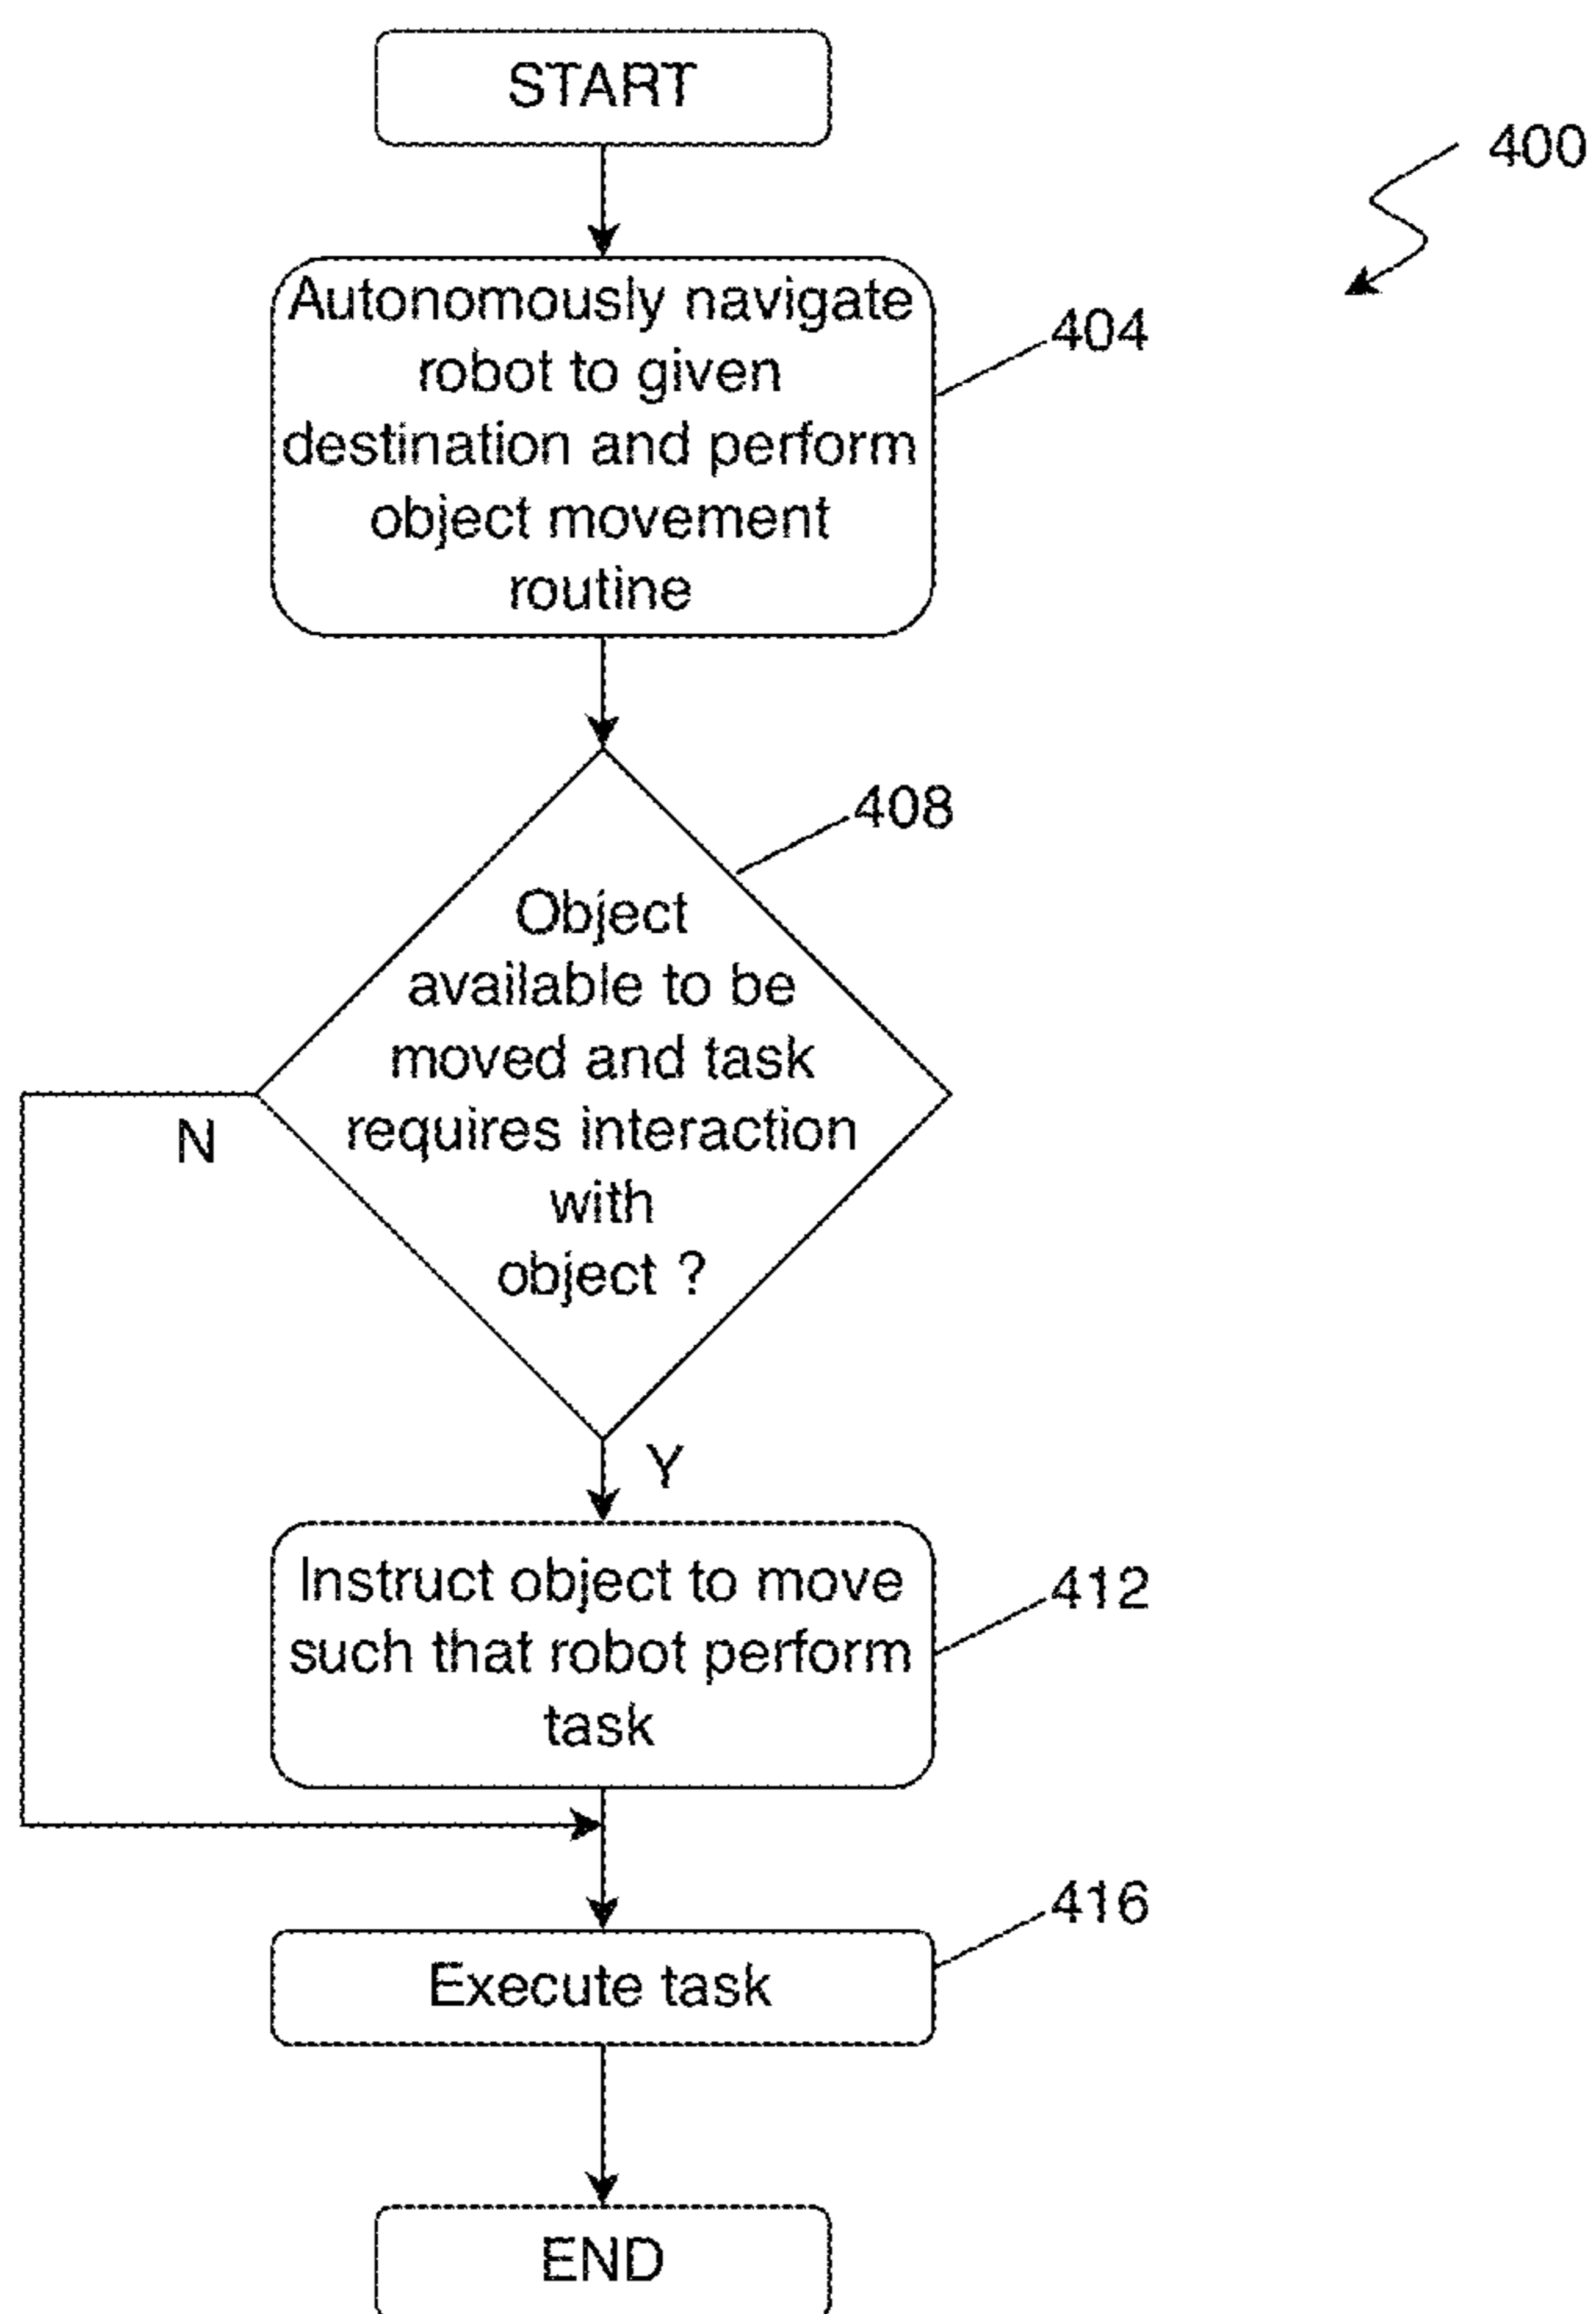 START
400
Autonomously navigate
robot to given
destination and perform
object movement
routine
404
408
Object
available to be
moved and task
requires interaction
with
object ?
N
Y
Instruct object to move
such that robot perform
task
412
416
Execute task
END